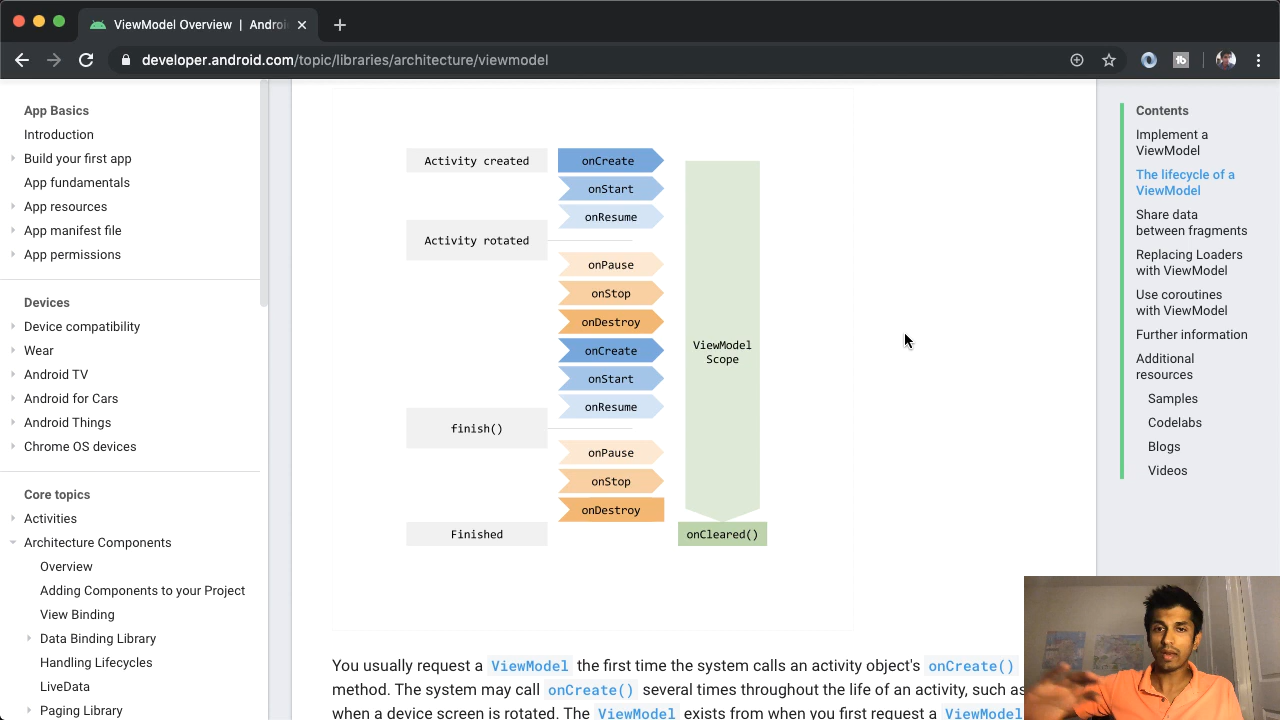 ViewModel Overview | Androi
developer.android.com/topic/libraries/architecture/viewmodel
App Basics
Introduction
Build your first app
App fundamentals
App resources
App manifest file
App permissions
Devices
Device compatibility
Wear
Android TV
Android for Cars
Android Things
Chrome OS devices
Core topics
Activities
Architecture Components
Overview
Adding Components to your Project
View Binding
Data Binding Library
Handling Lifecycles
LiveData
Paging Library
Activity created
onCreate
onStart
onResume
Activity rotated
onPause
onStop
onDestroy
onCreate
onStart
onResume
finish()
onPause
onStop
onDestroy
Finished
ViewModel
Scope
onCleared()
You usually request a ViewModel the first time the system calls an activity object's onCreate()
method. The system may call onCreate() several times throughout the life of an activity, such as
when a device screen is rotated. The ViewModel exists from when you first request a ViewModel
Contents
Implement a
ViewModel
The lifecycle of a
ViewModel
Share data
between fragments
Replacing Loaders
with ViewModel
Use coroutines
with ViewModel
Further information
Additional
resources
Samples
Codelabs
Blogs
Videos